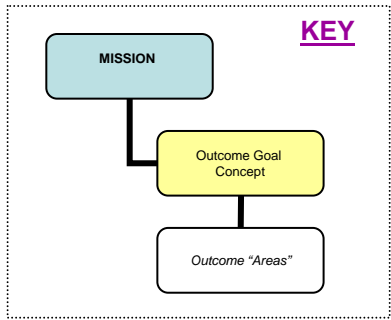 KEY
MISSION
Outcome Goal
Concept
Outcome “Areas”